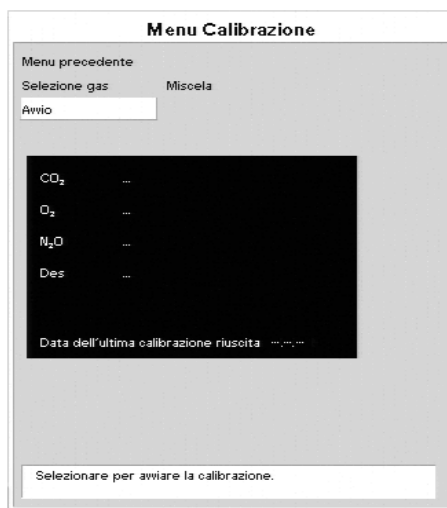 Menu Calibrazione
Menu precedente
Selezione gas Miscela
Avvio
CO₂ ...
O₂ ...
N₂O ...
Des ...
Data dell'ultima calibrazione riuscita ---.---.---
Selezionare per avviare la calibrazione.